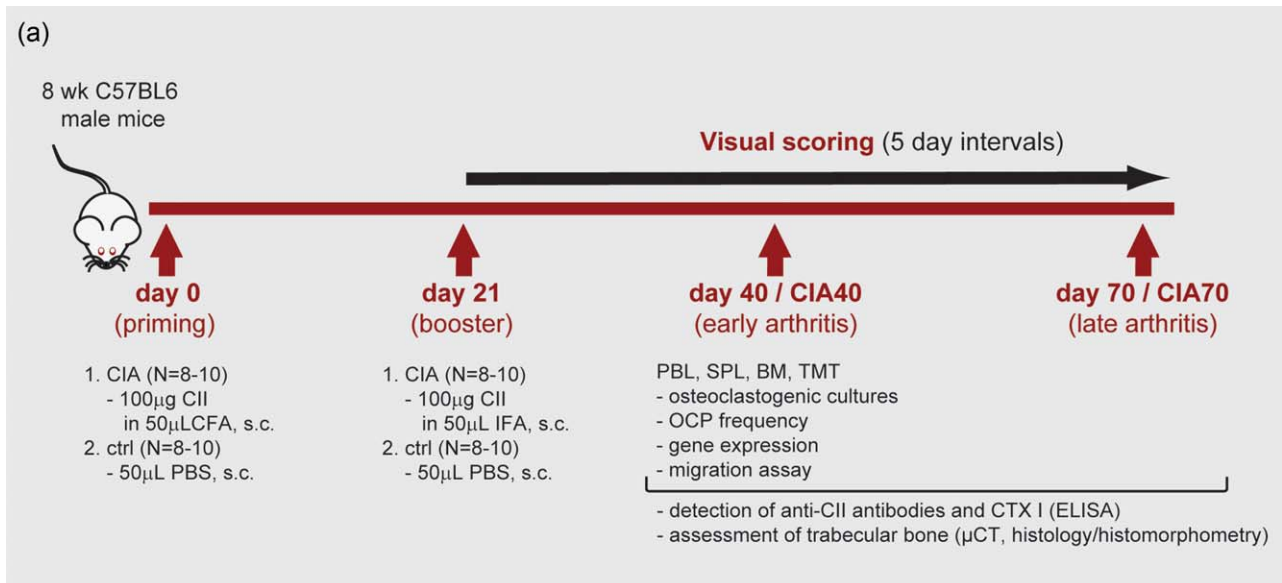 (a)
8 wk C57BL6
male mice
Visual scoring (5 day intervals)
day 0
(priming)
day 21
(booster)
day 40 / CIA40
(early arthritis)
day 70 / CIA70
(late arthritis)
1. CIA (N=8-10)
- 100μg CII
in 50μLCFA, s.c.
2. ctrl (N=8-10)
- 50μL PBS, s.c.
1. CIA (N=8-10)
- 100μg CII
in 50μL IFA, s.c.
2. ctrl (N=8-10)
- 50μL PBS, s.c.
PBL, SPL, BM, TMT
- osteoclastogenic cultures
- OCP frequency
- gene expression
- migration assay
- detection of anti-CII antibodies and CTX I (ELISA)
- assessment of trabecular bone (μCT, histology/histomorphometry)